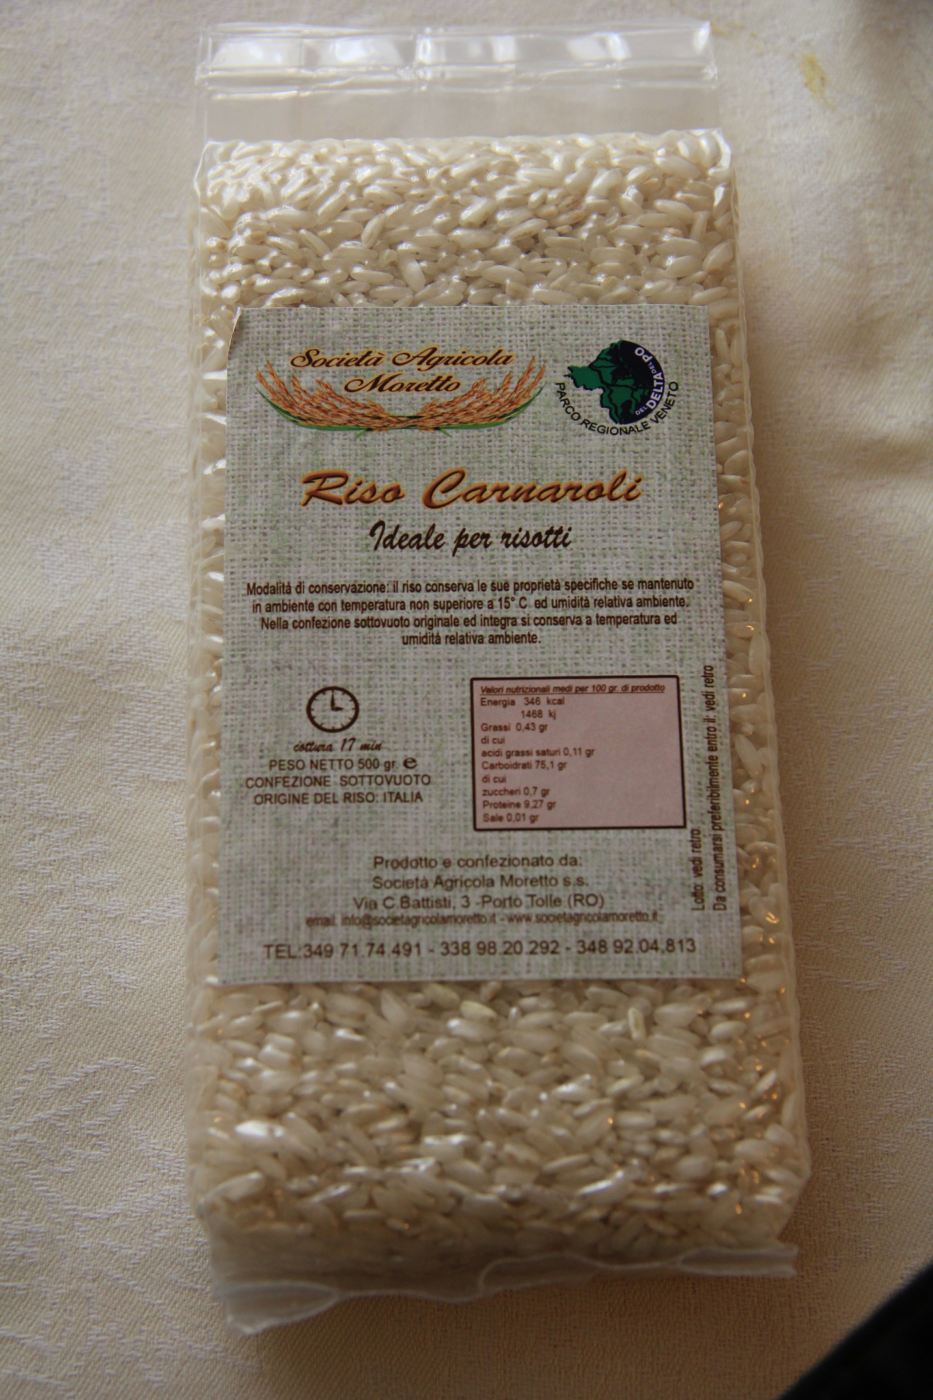 Società Agricola
Moretto
PARCO REGIONALE VENETO
DEL DELTA DEL PO
Riso Carnaroli
Ideale per risotti
Modalitá di conservazione: il riso conserva le sue proprietà specifiche se mantenuto
in ambiente con temperatura non superiore a 15° C ed umidità relativa ambiente.
Nella confezione sottovuoto originale ed integra si conserva a temperatura ed
umidità relativa ambiente.
cottura 17 min
PESO NETTO 500 gr. e
CONFEZIONE SOTTOVUOTO
ORIGINE DEL RISO: ITALIA
Valori nutrizionali medi per 100 gr. di prodotto
Energia 346 kcal
1468 kj
Grassi 0,43 gr
di cui
acidi grassi saturi 0,11 gr
Carboidrati 75,1 gr
di cui
zuccheri 0,7 gr
Proteine 9,27 gr
Sale 0,01 gr
Lotto: vedi retro
Da consumarsi preferibilmente entro il: vedi retro
Prodotto e confezionato da:
Società Agricola Moretto s.s.
Via C.Battisti, 3 -Porto Tolle (RO)
email. info@societagricolamoretto.it - www.societagricolamoretto.it
TEL:349 71.74.491 - 338 98.20.292 - 348 92.04.813